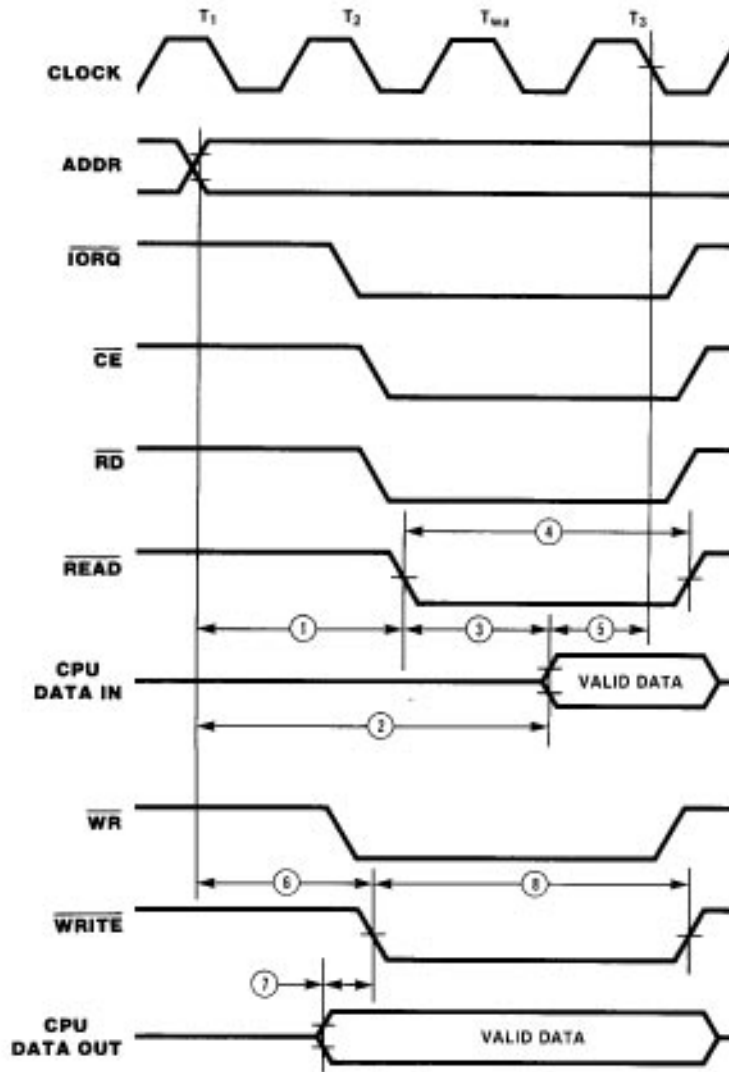 T₁ T₂ Twa T₃
CLOCK
ADDR
IORQ
CE
RD
4
READ
1 3 5
CPU
DATA IN
VALID DATA
2
WR
6 8
WRITE
7
CPU
DATA OUT
VALID DATA